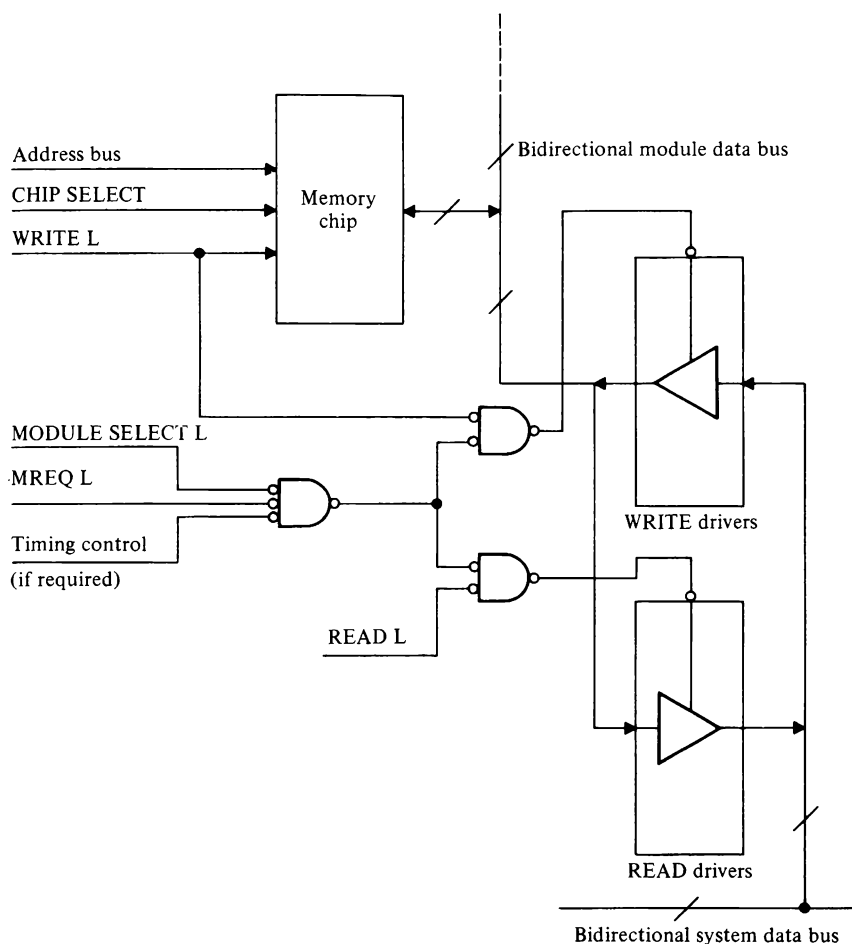 Address bus
CHIP SELECT
WRITE L
Memory
chip
Bidirectional module data bus
MODULE SELECT L
MREQ L
Timing control
(if required)
READ L
WRITE drivers
READ drivers
Bidirectional system data bus